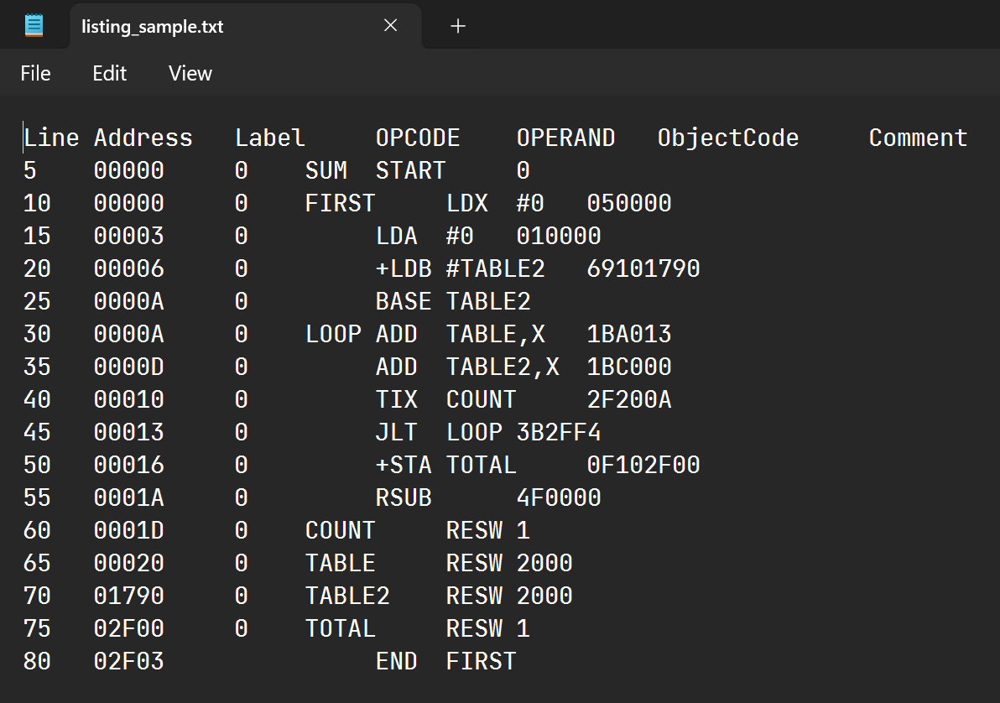 listing_sample.txt
File Edit View
Line Address Label OPCODE OPERAND ObjectCode Comment
5 00000 0 SUM START 0
10 00000 0 FIRST LDX #0 050000
15 00003 0 LDA #0 010000
20 00006 0 +LDB #TABLE2 69101790
25 0000A 0 BASE TABLE2
30 0000A 0 LOOP ADD TABLE,X 1BA013
35 0000D 0 ADD TABLE2,X 1BC000
40 00010 0 TIX COUNT 2F200A
45 00013 0 JLT LOOP 3B2FF4
50 00016 0 +STA TOTAL 0F102F00
55 0001A 0 RSUB 4F0000
60 0001D 0 COUNT RESW 1
65 00020 0 TABLE RESW 2000
70 01790 0 TABLE2 RESW 2000
75 02F00 0 TOTAL RESW 1
80 02F03 END FIRST